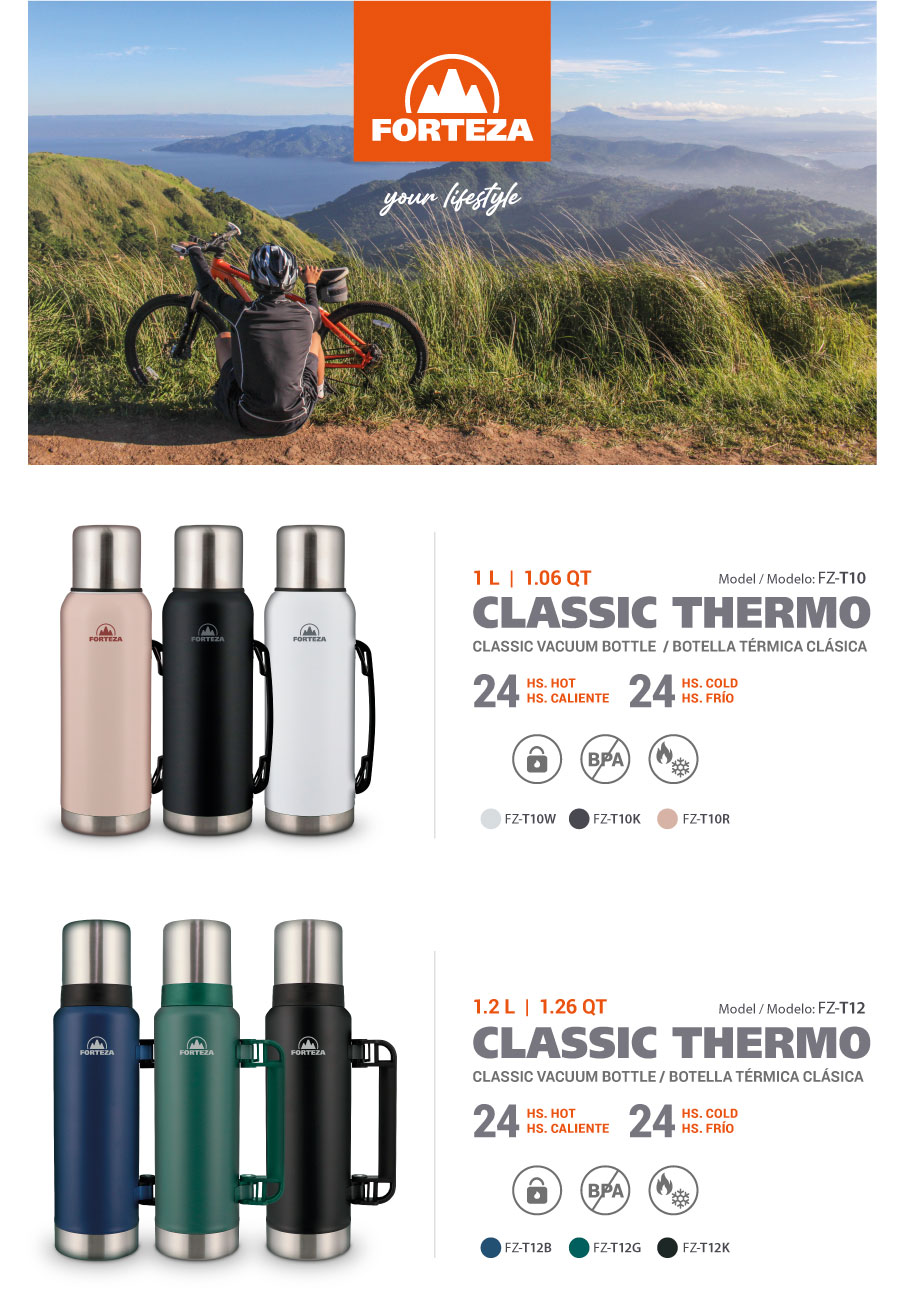 FORTEZA
your lifestyle
FORTEZA
FORTEZA
FORTEZA
1 L | 1.06 QT
Model / Modelo: FZ-T10
CLASSIC THERMO
CLASSIC VACUUM BOTTLE / BOTELLA TÉRMICA CLÁSICA
24 HS. HOT
HS. CALIENTE
24 HS. COLD
HS. FRÍO
BPA
FZ-T10W
FZ-T10K
FZ-T10R
FORTEZA
FORTEZA
FORTEZA
1.2 L | 1.26 QT
Model / Modelo: FZ-T12
CLASSIC THERMO
CLASSIC VACUUM BOTTLE / BOTELLA TÉRMICA CLÁSICA
24 HS. HOT
HS. CALIENTE
24 HS. COLD
HS. FRÍO
BPA
FZ-T12B
FZ-T12G
FZ-T12K